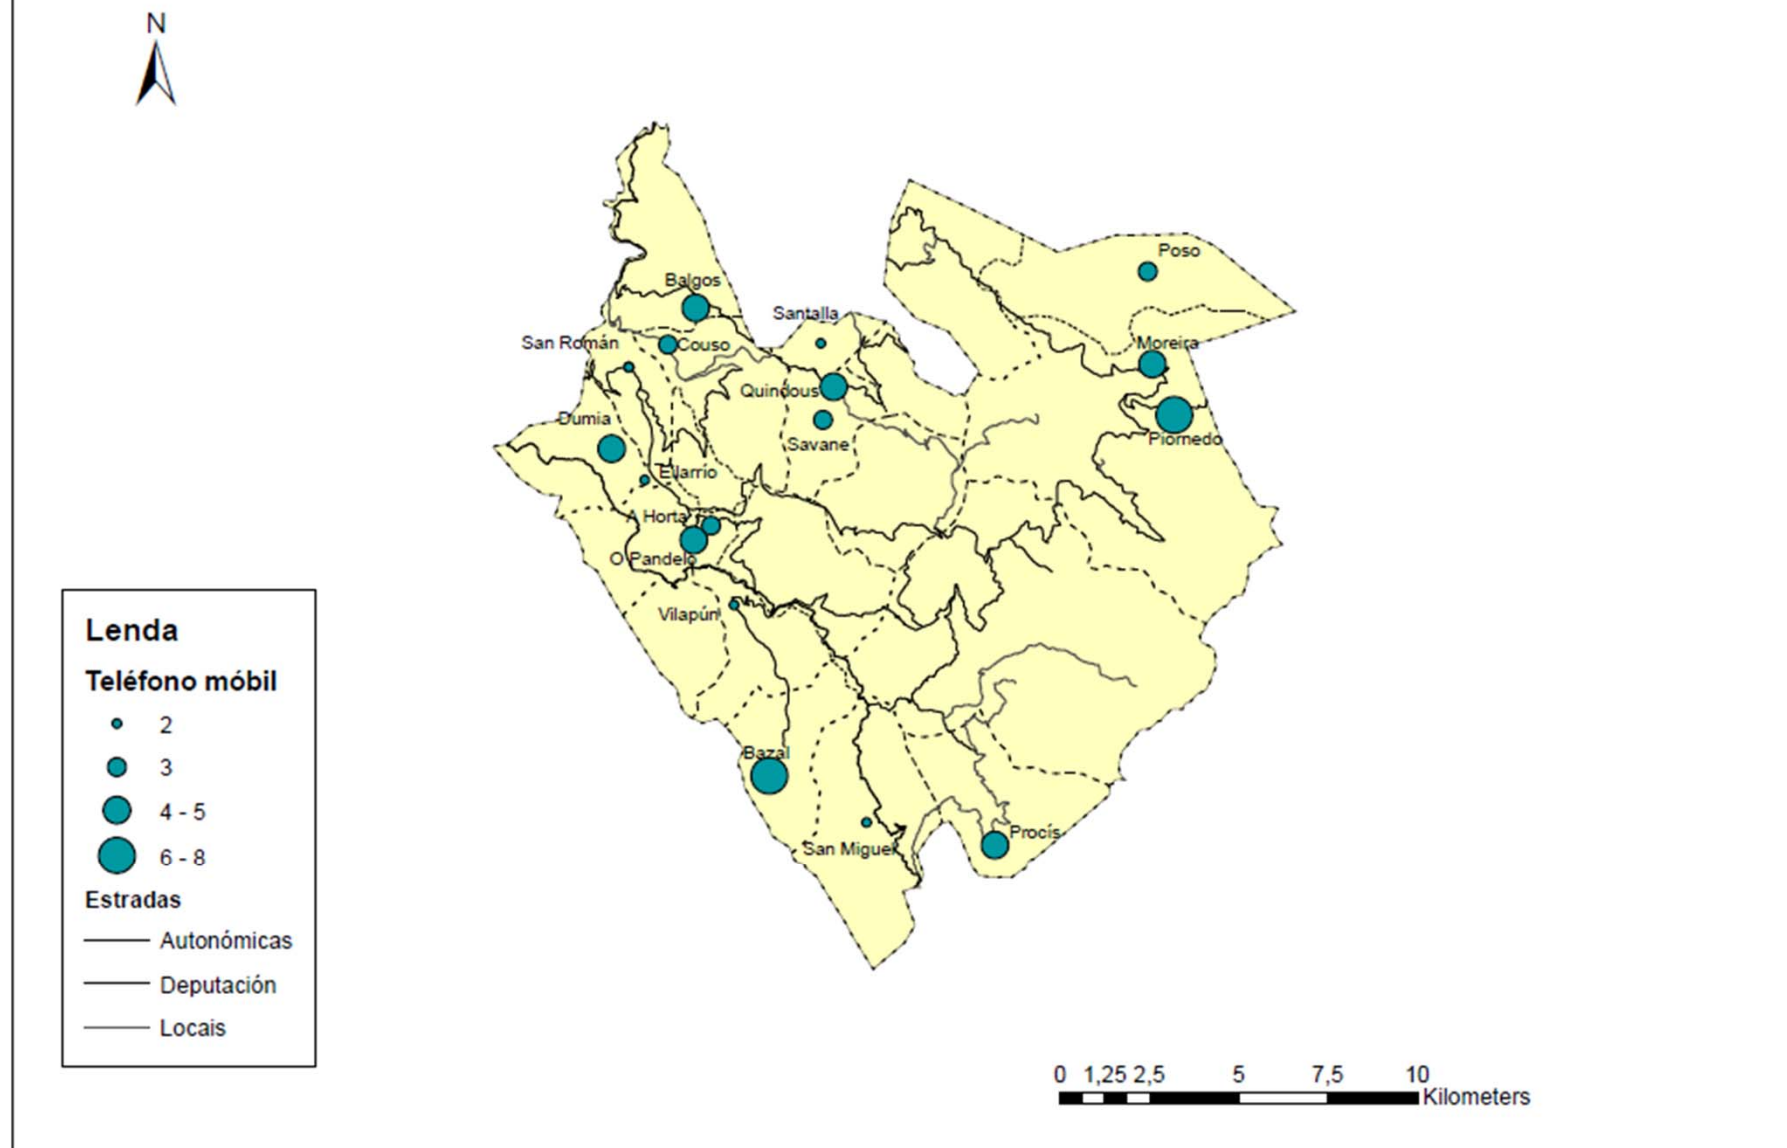 N
Poso
Balgos
Santalla
San Román
Couso
Moreira
Quindous
Dumia
Piornedo
Savane
Eilarrío
A Horta
O Pandelo
Vilapún
Bazal
Procís
San Miguel
Lenda
Teléfono móbil
2
3
4 - 5
6 - 8
Estradas
Autonómicas
Deputación
Locais
0 1,25 2,5 5 7,5 10
Kilometers